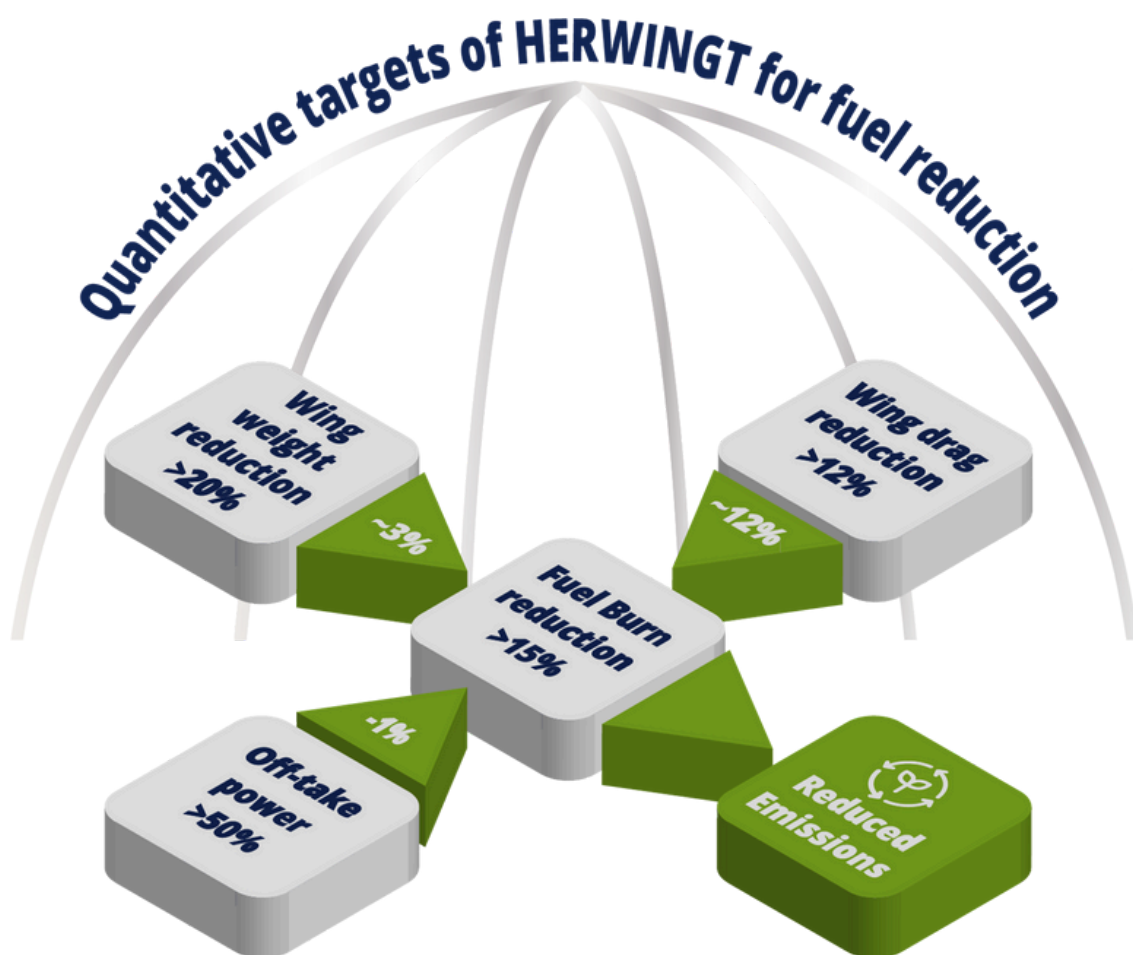 Quantitative targets of HERWINGT for fuel reduction
Wing
weight
reduction
>20%
~3%
Wing drag
reduction
>12%
~12%
Fuel Burn
reduction
>15%
-1%
Off-take
power
>50%
Reduced
Emissions